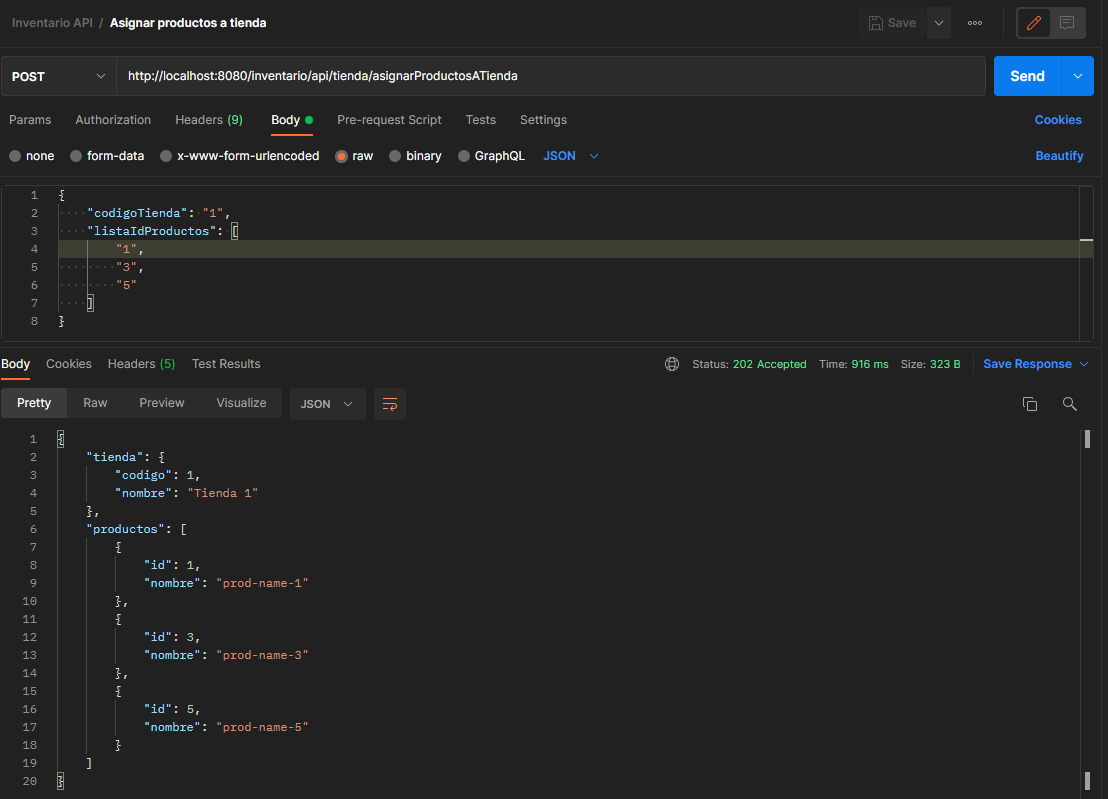 Inventario API / Asignar productos a tienda
Save
POST
http://localhost:8080/inventario/api/tienda/asignarProductosATienda
Send
Params Authorization Headers (9) Body Pre-request Script Tests Settings Cookies
none form-data x-www-form-urlencoded raw binary GraphQL JSON Beautify
1 {
2 "codigoTienda": "1",
3 "listaIdProductos": [
4 "1",
5 "3",
6 "5"
7 ]
8 }
Body Cookies Headers (5) Test Results Status: 202 Accepted Time: 916 ms Size: 323 B Save Response
Pretty Raw Preview Visualize JSON
1 {
2 "tienda": {
3 "codigo": 1,
4 "nombre": "Tienda 1"
5 },
6 "productos": [
7 {
8 "id": 1,
9 "nombre": "prod-name-1"
10 },
11 {
12 "id": 3,
13 "nombre": "prod-name-3"
14 },
15 {
16 "id": 5,
17 "nombre": "prod-name-5"
18 }
19 ]
20 }